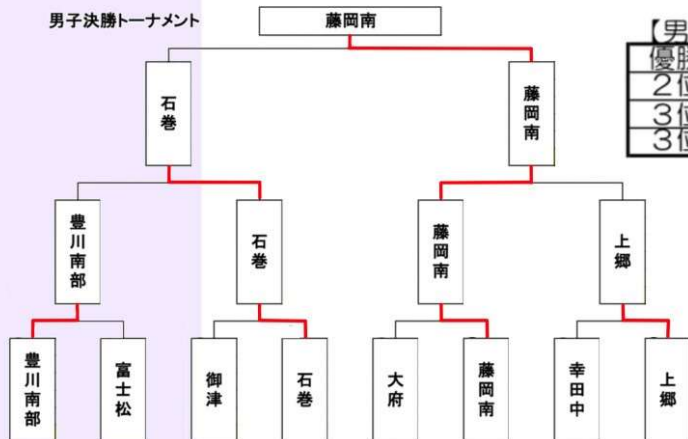 男子決勝トーナメント
藤岡南
【男
優勝
2位
3位
3位
石巻
藤岡南
豊川南部
石巻
藤岡南
上郷
豊川南部
富士松
御津
石巻
大府
藤岡南
幸田中
上郷